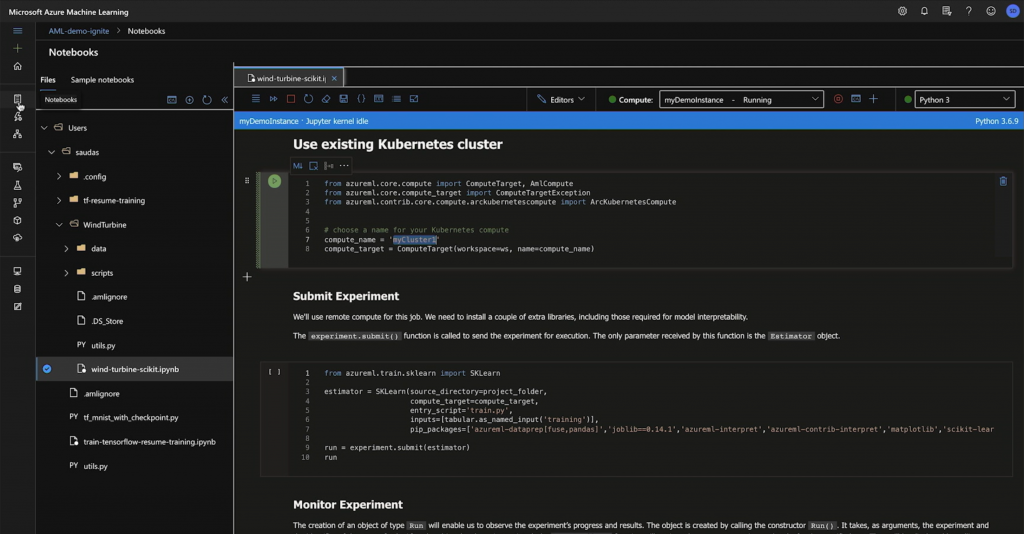 Microsoft Azure Machine Learning
SD
AML-demo-ignite > Notebooks
Notebooks
Files Sample notebooks
Notebooks
Users
saudas
.config
tf-resume-training
WindTurbine
data
scripts
.amlignore
.DS_Store
PY utils.py
wind-turbine-scikit.ipynb
.amlignore
PY tf_mnist_with_checkpoint.py
train-tensorflow-resume-training.ipynb
PY utils.py
wind-turbine-scikit.i
Editors
Compute: myDemoInstance - Running
Python 3
myDemoInstance · Jupyter kernel idle Python 3.6.9
Use existing Kubernetes cluster
M↓
1 from azureml.core.compute import ComputeTarget, AmlCompute
2 from azureml.core.compute_target import ComputeTargetException
3 from azureml.contrib.core.compute.arckubernetescompute import ArcKubernetesCompute
4
5
6 # choose a name for your Kubernetes compute
7 compute_name = 'myCluster1'
8 compute_target = ComputeTarget(workspace=ws, name=compute_name)
Submit Experiment
We'll use remote compute for this job. We need to install a couple of extra libraries, including those required for model interpretability.
The experiment.submit() function is called to send the experiment for execution. The only parameter received by this function is the Estimator object.
[ ]
1 from azureml.train.sklearn import SKLearn
2
3 estimator = SKLearn(source_directory=project_folder,
4 compute_target=compute_target,
5 entry_script='train.py',
6 inputs=[tabular.as_named_input('training')],
7 pip_packages=['azureml-dataprep[fuse,pandas]','joblib==0.14.1','azureml-interpret','azureml-contrib-interpret','matplotlib','scikit-lear
8
9 run = experiment.submit(estimator)
10 run
Monitor Experiment
The creation of an object of type Run will enable us to observe the experiment's progress and results. The object is created by calling the constructor Run(). It takes, as arguments, the experiment and